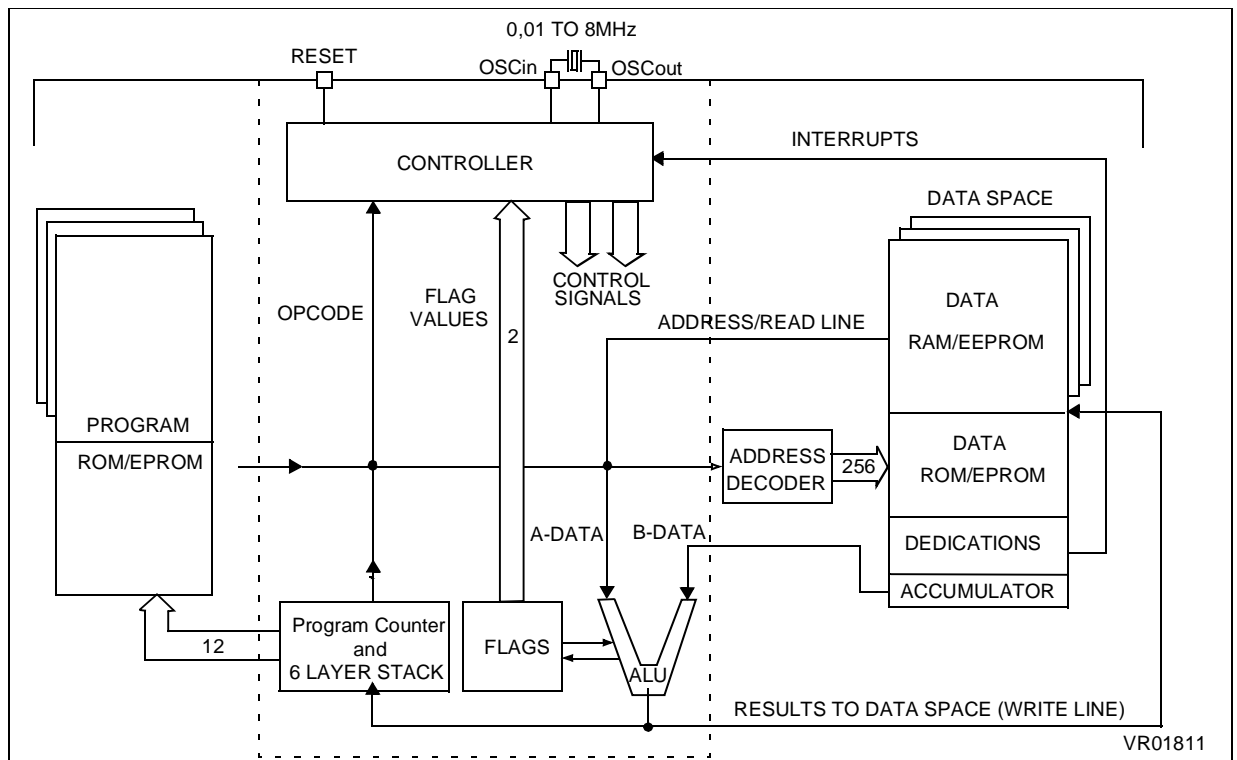 0,01 TO 8MHz
RESET
OSCin
OSCout
INTERRUPTS
CONTROLLER
DATA SPACE
CONTROL
SIGNALS
OPCODE
FLAG
VALUES
2
ADDRESS/READ LINE
DATA
RAM/EEPROM
PROGRAM
ROM/EPROM
ADDRESS
DECODER
256
DATA
ROM/EPROM
A-DATA
B-DATA
DEDICATIONS
ACCUMULATOR
12
Program Counter
and
6 LAYER STACK
FLAGS
ALU
RESULTS TO DATA SPACE (WRITE LINE)
VR01811